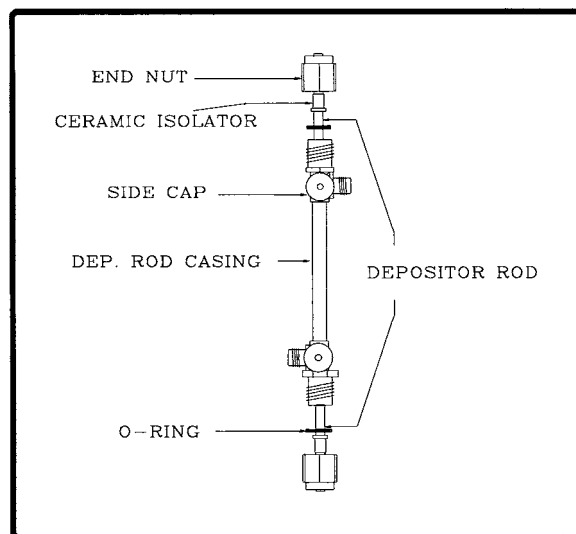 END NUT
CERAMIC ISOLATOR
SIDE CAP
DEP. ROD CASING
DEPOSITOR ROD
O-RING